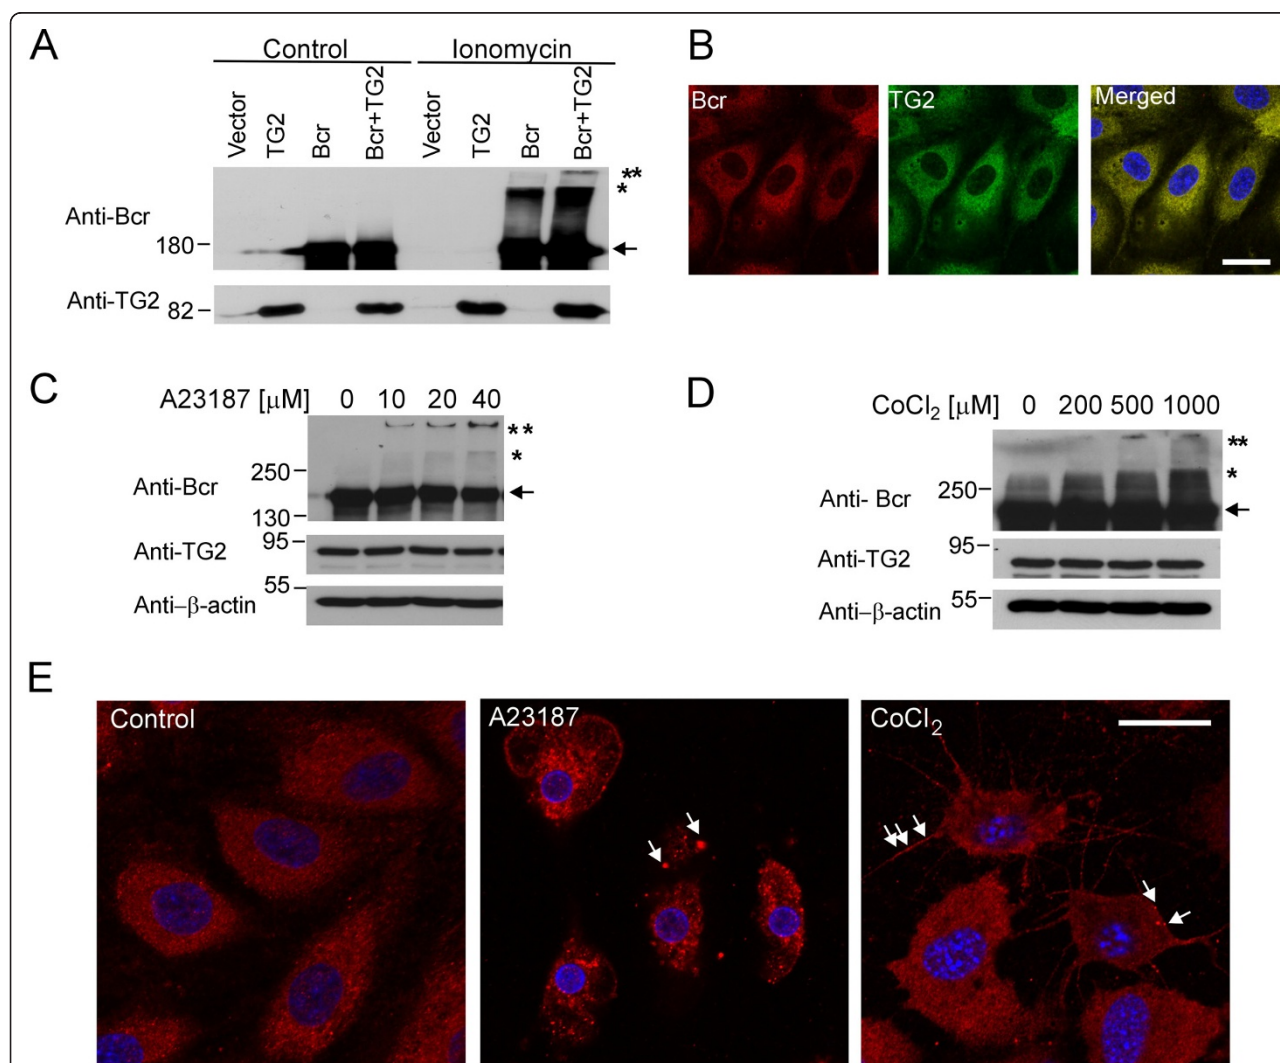 A
Control Ionomycin
Vector TG2 Bcr Bcr+TG2 Vector TG2 Bcr Bcr+TG2
**
*
Anti-Bcr
180
Anti-TG2
82
B
Bcr TG2 Merged
C
A23187 [μM] 0 10 20 40
**
*
250
Anti-Bcr
130
95
Anti-TG2
55
Anti–β-actin
D
CoCl2 [μM] 0 200 500 1000
**
*
250
Anti- Bcr
95
Anti-TG2
55
Anti–β-actin
E
Control A23187 CoCl2